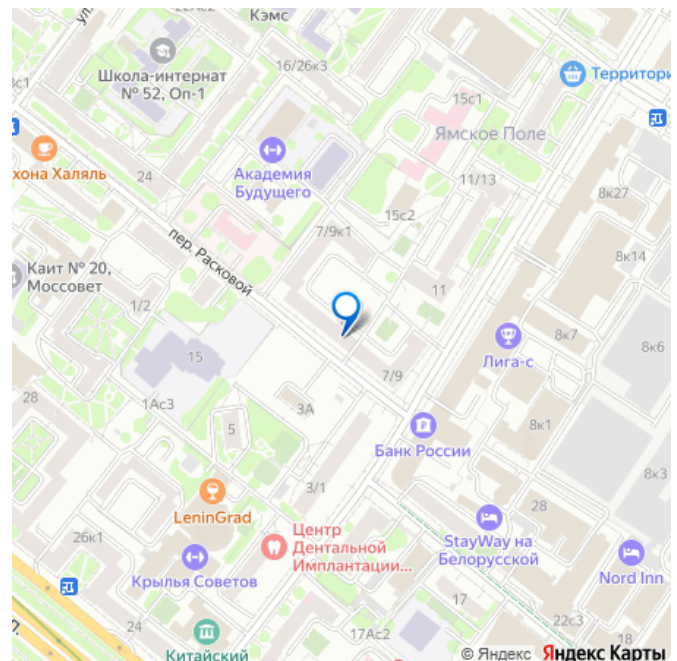 Кэмс
16/26к3
Школа-интернат
№ 52, Оп-1
Территори
15с1
Ямское Поле
хона Халяль
24
Академия
Будущего
11/13
8к27
15с2
7/9к1
пер. Расковой
8к14
Каит № 20,
Моссовет
11
1/2
Лига-с
8к7
8к6
15
7/9
28
1Ас3
3А
5
8к1
Банк России
8к3
3/1
LeninGrad
28
26к1
Центр
Дентальной
Имплантации...
StayWay на
Белорусской
Крылья Советов
Nord Inn
17
24
22с3
17Ас2
18
Китайский
© Яндекс Яндекс Карты